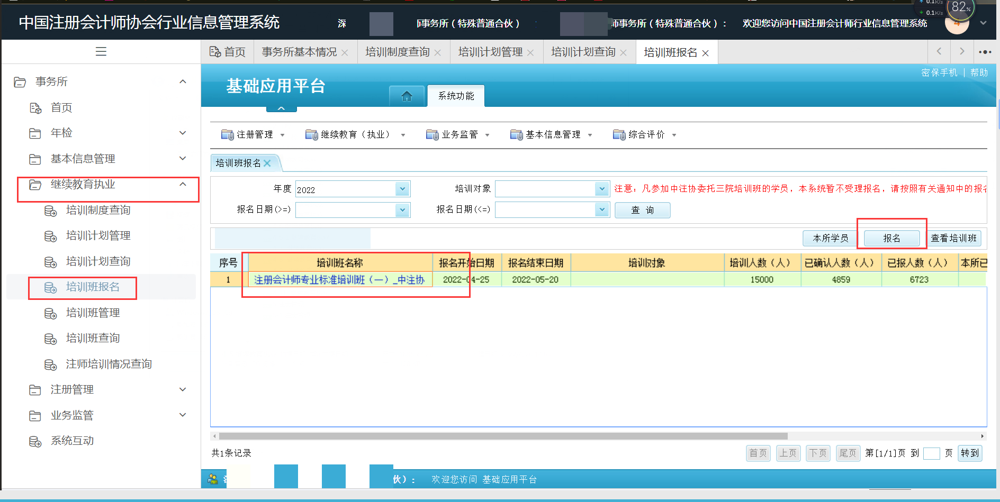 0.1K/s
0.1K/s
82%
中国注册会计师协会行业信息管理系统
深
师事务所（特殊普通合伙）
师事务所（特殊普通合伙）：
欢迎您访问中国注册会计师行业信息管理系统
首页
事务所基本情况
培训制度查询
培训计划管理
培训计划查询
培训班报名
事务所
首页
年检
基本信息管理
继续教育执业
培训制度查询
培训计划管理
培训计划查询
培训班报名
培训班管理
培训班查询
注师培训情况查询
注册管理
业务监管
系统互动
基础应用平台
系统功能
密保手机 | 帮助
注册管理 继续教育（执业） 业务监管 基本信息管理 综合评价
培训班报名
年度 2022 培训对象 注意：凡参加中注协委托三院培训班的学员，本系统暂不受理报名，请按照有关通知中的报名
报名日期(>=) 报名日期(<=) 查 询
本所学员 报名 查看培训班
序号 培训班名称 报名开始日期 报名结束日期 培训对象 培训人数（人） 已确认人数（人） 已报人数（人） 本所已
1 注册会计师专业标准培训班（一）_中注协 2022-04-25 2022-05-20 15000 4859 6723
共1条记录 首页 上页 下页 尾页 第[1/1]页 到 页 转到
伙）： 欢迎您访问 基础应用平台